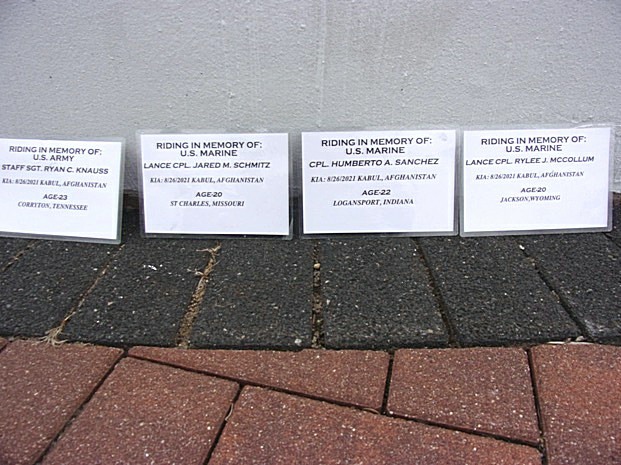 RIDING IN MEMORY OF:
U.S. ARMY
STAFF SGT. RYAN C. KNAUSS
KIA: 8/26/2021 KABUL, AFGHANISTAN
AGE-23
CORRYTON, TENNESSEE
RIDING IN MEMORY OF:
U.S. MARINE
LANCE CPL. JARED M. SCHMITZ
KIA: 8/26/2021 KABUL, AFGHANISTAN
AGE-20
ST CHARLES, MISSOURI
RIDING IN MEMORY OF:
U.S. MARINE
CPL. HUMBERTO A. SANCHEZ
KIA: 8/26/2021 KABUL, AFGHANISTAN
AGE-22
LOGANSPORT, INDIANA
RIDING IN MEMORY OF:
U.S. MARINE
LANCE CPL. RYLEE J. MCCOLLUM
KIA: 8/26/2021 KABUL, AFGHANISTAN
AGE-20
JACKSON,WYOMING